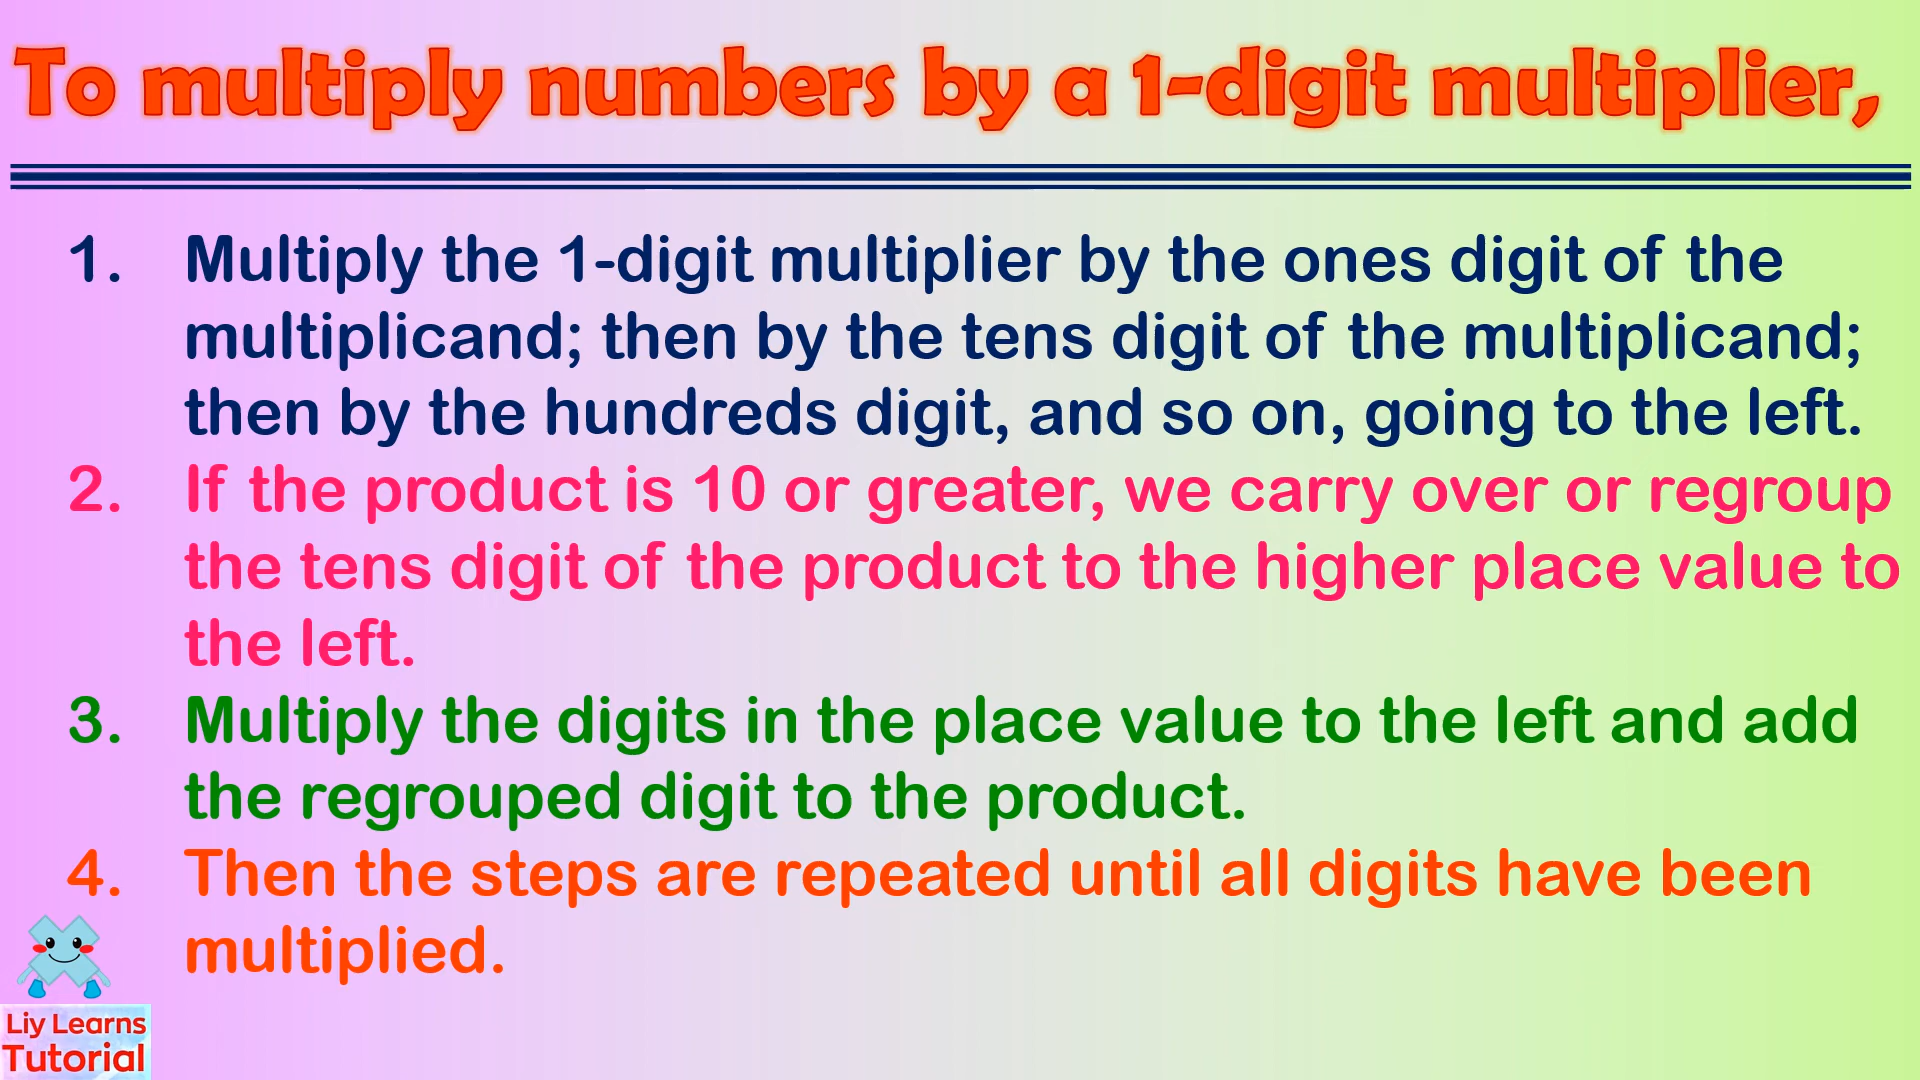 To multiply numbers by a 1-digit multiplier,
1. Multiply the 1-digit multiplier by the ones digit of the
multiplicand; then by the tens digit of the multiplicand;
then by the hundreds digit, and so on, going to the left.
2. If the product is 10 or greater, we carry over or regroup
the tens digit of the product to the higher place value to
the left.
3. Multiply the digits in the place value to the left and add
the regrouped digit to the product.
4. Then the steps are repeated until all digits have been
multiplied.
Liy Learns
Tutorial